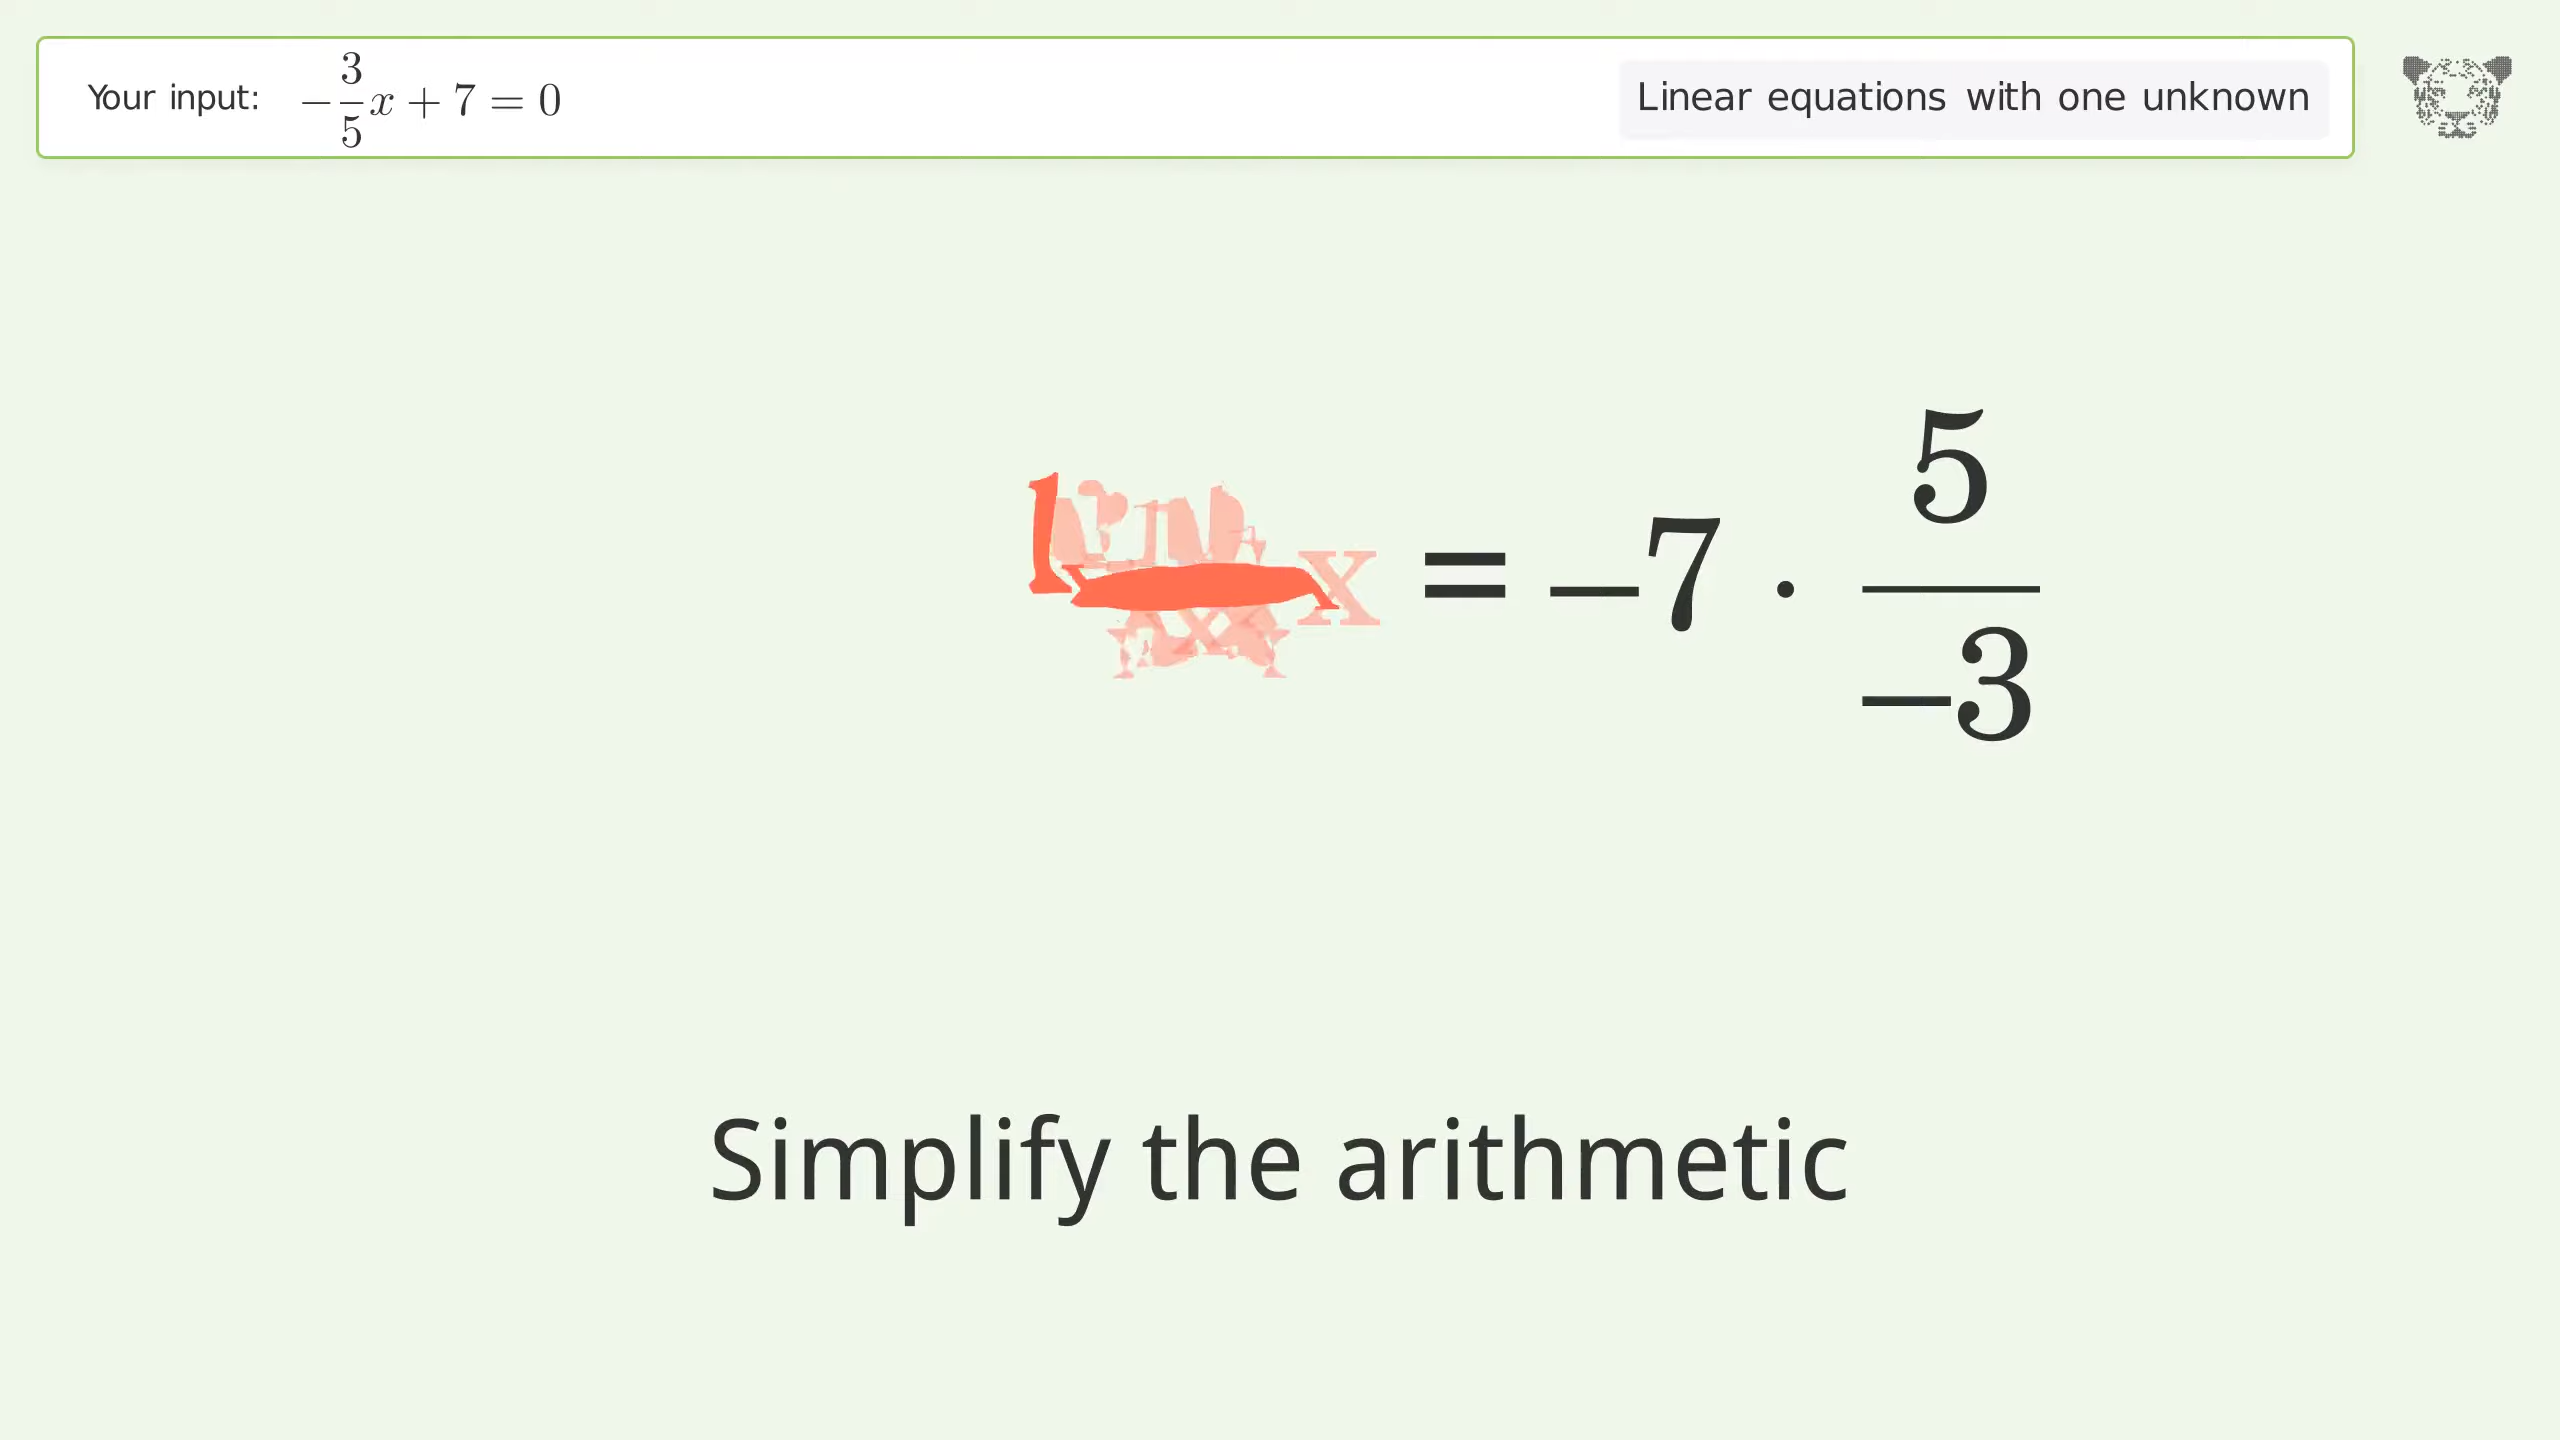 Your input: −3/5x + 7 = 0
Linear equations with one unknown
x = −7 · 5/−3
Simplify the arithmetic